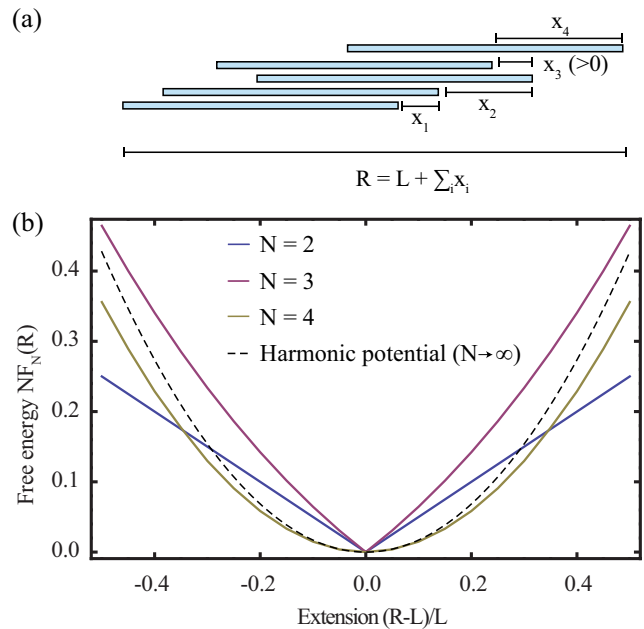 (a)
x₄
x₃ (>0)
x₂
x₁
R = L + ∑ᵢxᵢ
(b)
Free energy NF_N(R)
0.4
0.3
0.2
0.1
0.0
N = 2
N = 3
N = 4
Harmonic potential (N→∞)
-0.4 -0.2 0.0 0.2 0.4
Extension (R-L)/L